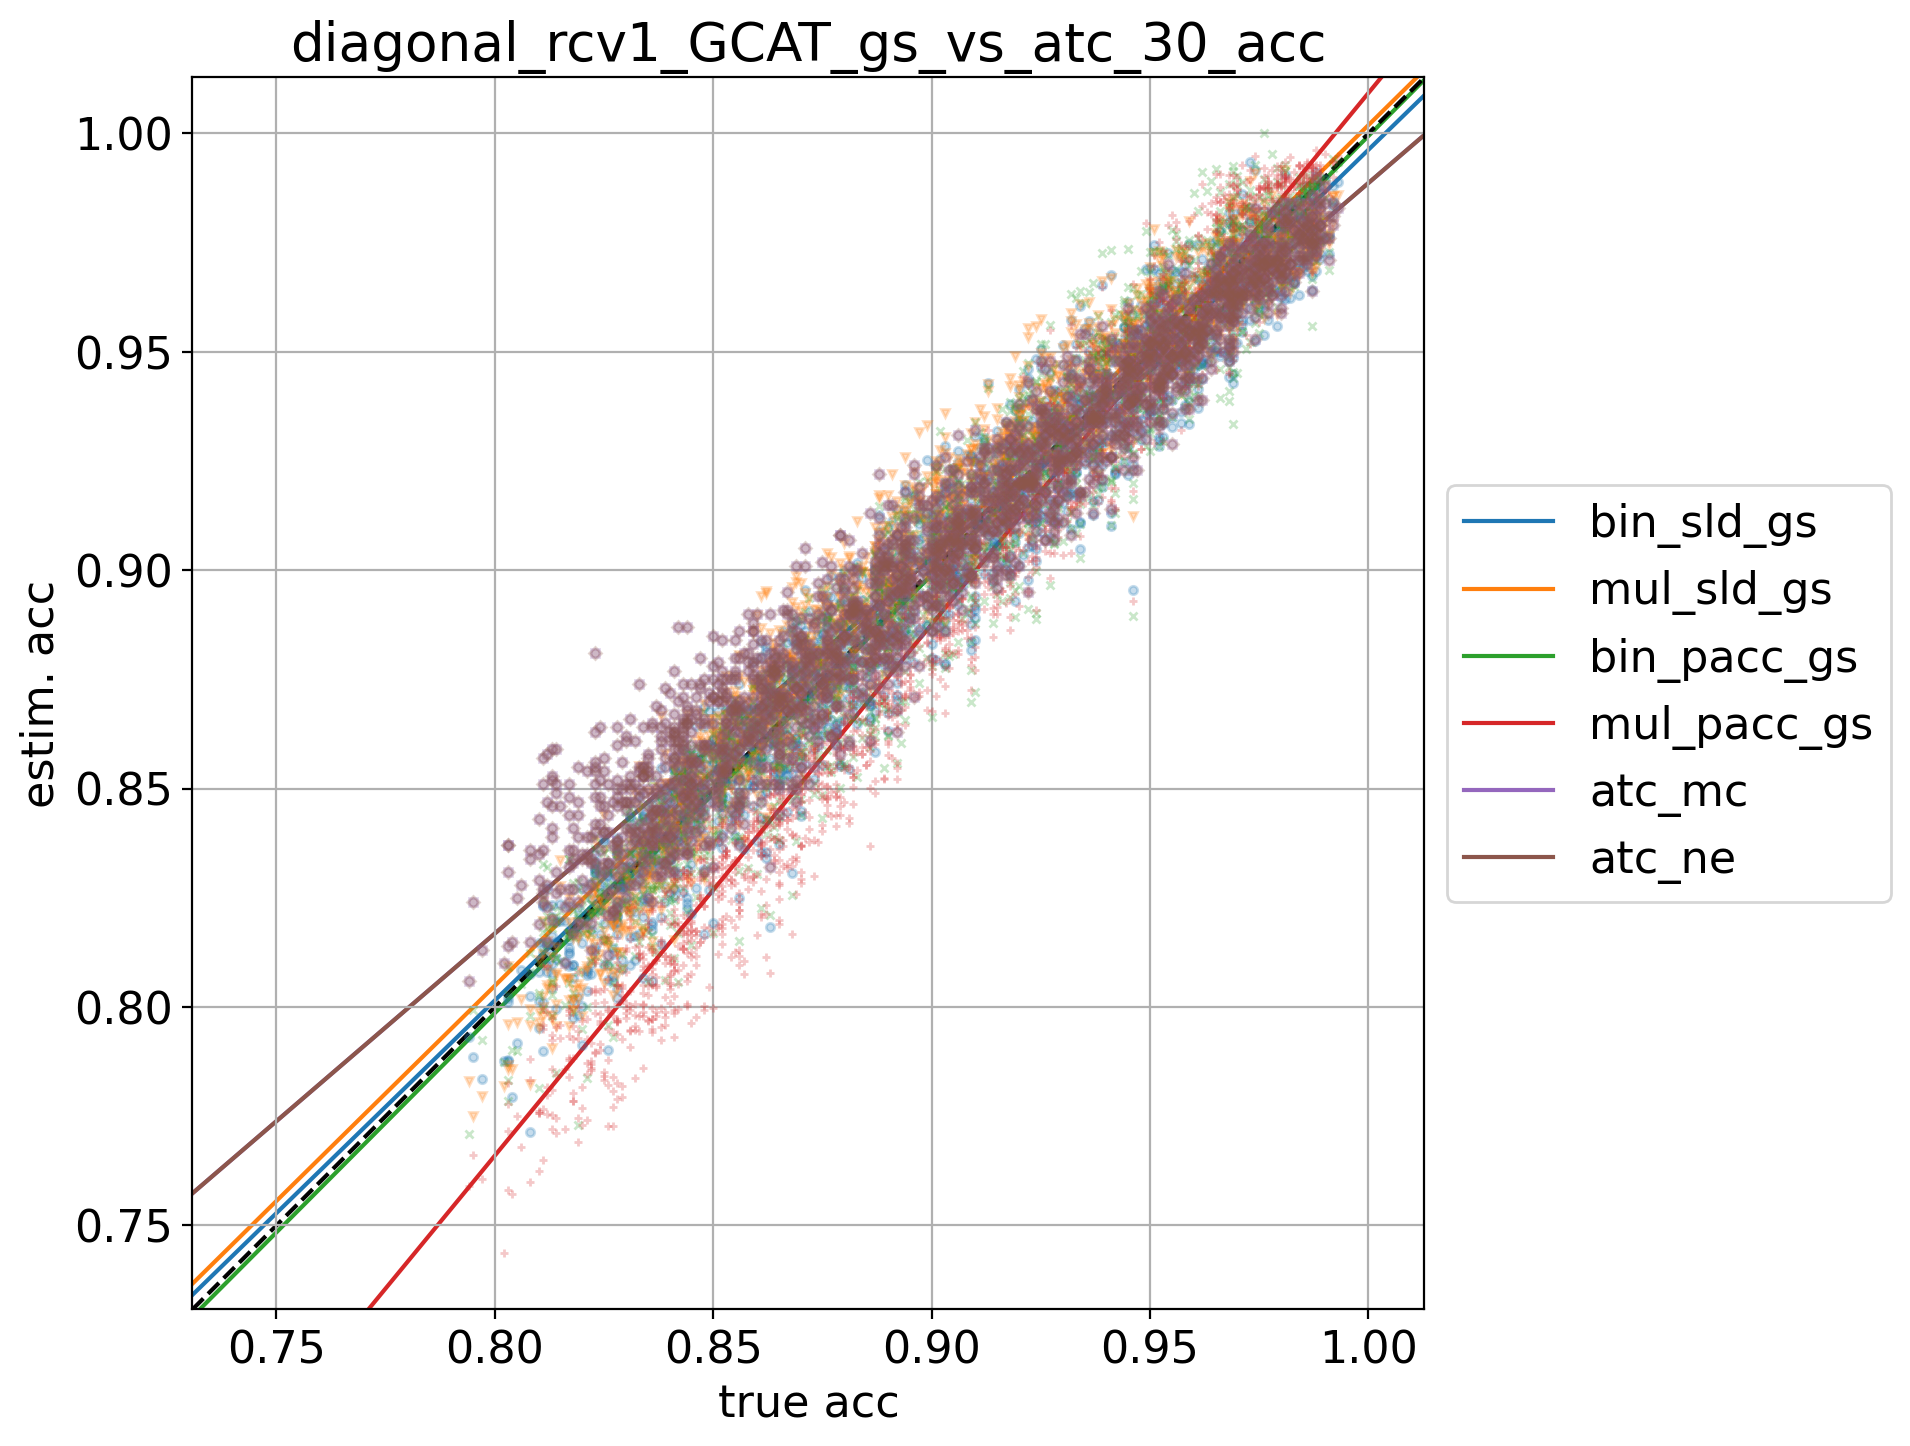 diagonal_rcv1_GCAT_gs_vs_atc_30_acc
1.00
0.95
0.90
0.85
0.80
0.75
estim. acc
0.75 0.80 0.85 0.90 0.95 1.00
true acc
bin_sld_gs
mul_sld_gs
bin_pacc_gs
mul_pacc_gs
atc_mc
atc_ne